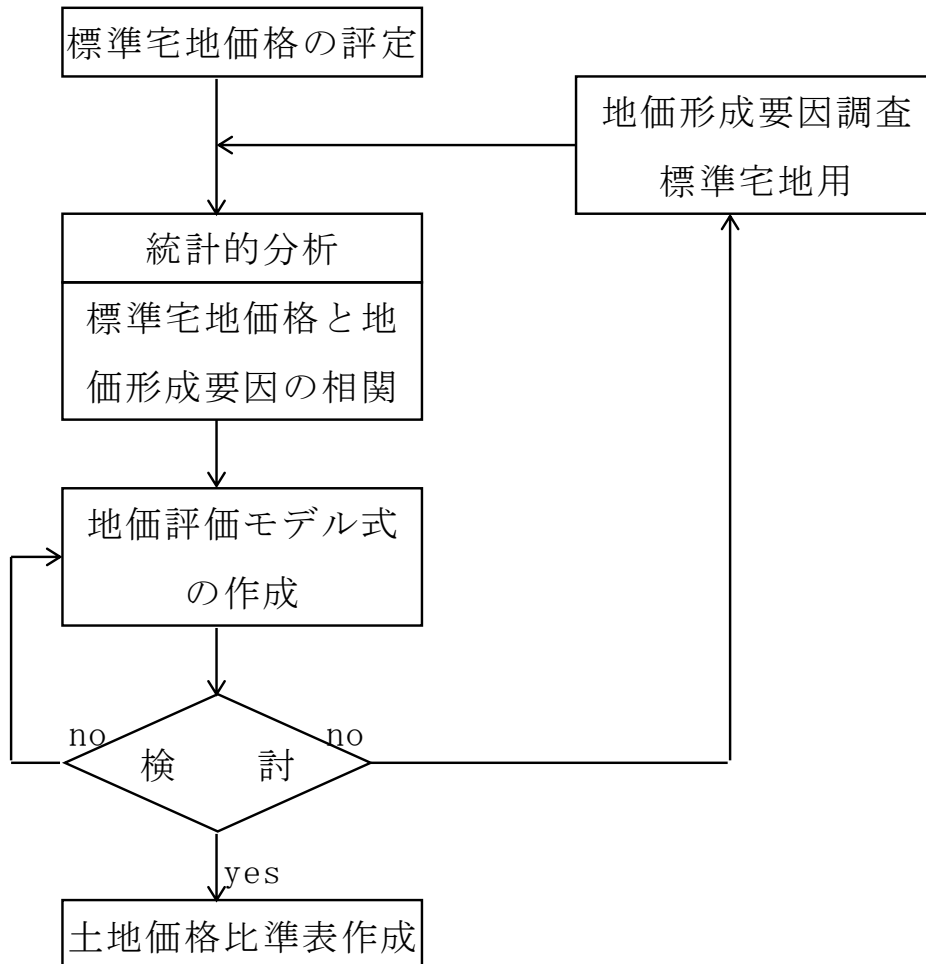 標準宅地価格の評定
地価形成要因調査
標準宅地用
統計的分析
標準宅地価格と地
価形成要因の相関
地価評価モデル式
の作成
no
no
検 討
yes
土地価格比準表作成